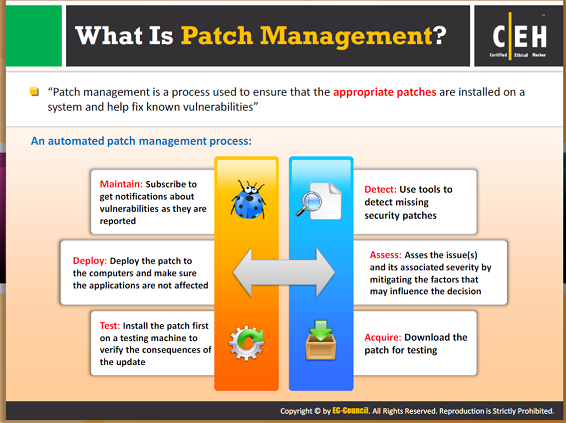 What Is Patch Management?
C|EH
Certified Ethical Hacker
"Patch management is a process used to ensure that the appropriate patches are installed on a
system and help fix known vulnerabilities"
An automated patch management process:
Maintain: Subscribe to
get notifications about
vulnerabilities as they are
reported
Detect: Use tools to
detect missing
security patches
Deploy: Deploy the patch to
the computers and make sure
the applications are not affected
Assess: Asses the issue(s)
and its associated severity by
mitigating the factors that
may influence the decision
Test: Install the patch first
on a testing machine to
verify the consequences of
the update
Acquire: Download the
patch for testing
Copyright © by EC-Council. All Rights Reserved. Reproduction is Strictly Prohibited.